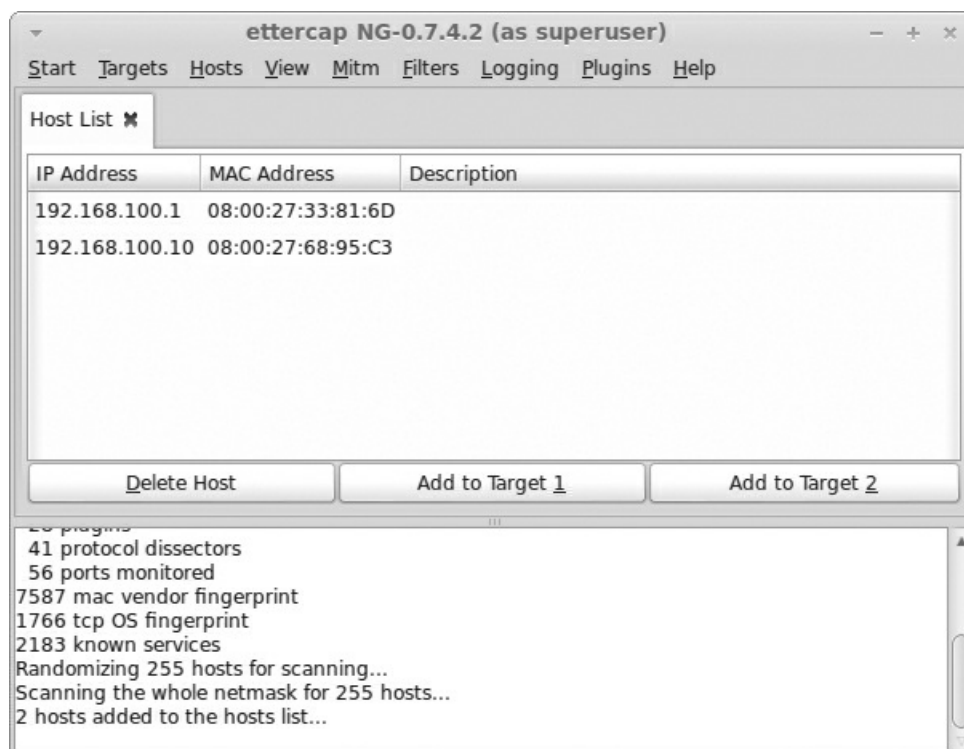 ettercap NG-0.7.4.2 (as superuser)
Start Targets Hosts View Mitm Filters Logging Plugins Help
Host List
IP Address MAC Address Description
192.168.100.1 08:00:27:33:81:6D
192.168.100.10 08:00:27:68:95:C3
Delete Host Add to Target 1 Add to Target 2
plugins
41 protocol dissectors
56 ports monitored
7587 mac vendor fingerprint
1766 tcp OS fingerprint
2183 known services
Randomizing 255 hosts for scanning...
Scanning the whole netmask for 255 hosts...
2 hosts added to the hosts list...